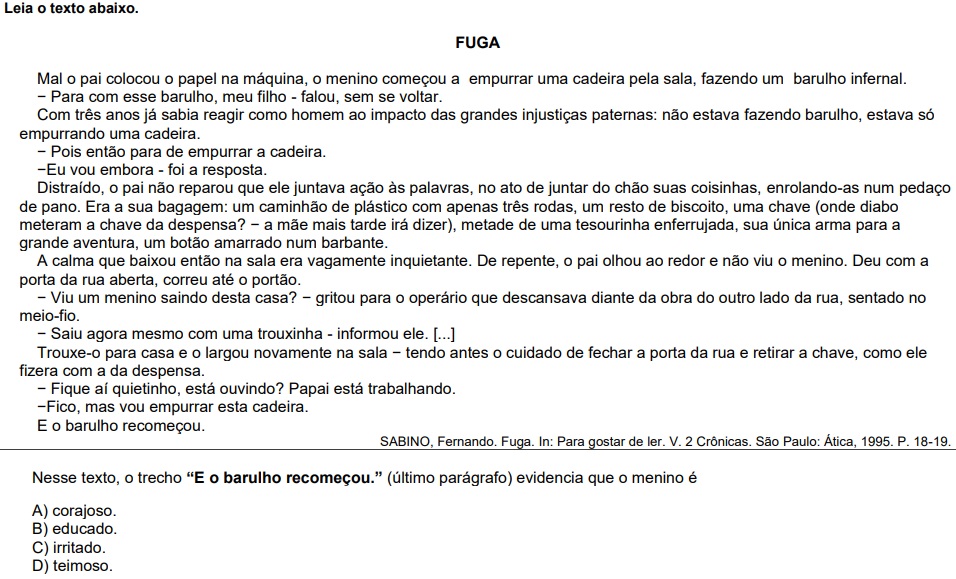 Leia o texto abaixo.
FUGA
Mal o pai colocou o papel na máquina, o menino começou a empurrar uma cadeira pela sala, fazendo um barulho infernal.
− Para com esse barulho, meu filho - falou, sem se voltar.
Com três anos já sabia reagir como homem ao impacto das grandes injustiças paternas: não estava fazendo barulho, estava só
empurrando uma cadeira.
− Pois então para de empurrar a cadeira.
−Eu vou embora - foi a resposta.
Distraído, o pai não reparou que ele juntava ação às palavras, no ato de juntar do chão suas coisinhas, enrolando-as num pedaço
de pano. Era a sua bagagem: um caminhão de plástico com apenas três rodas, um resto de biscoito, uma chave (onde diabo
meteram a chave da despensa? − a mãe mais tarde irá dizer), metade de uma tesourinha enferrujada, sua única arma para a
grande aventura, um botão amarrado num barbante.
A calma que baixou então na sala era vagamente inquietante. De repente, o pai olhou ao redor e não viu o menino. Deu com a
porta da rua aberta, correu até o portão.
− Viu um menino saindo desta casa? − gritou para o operário que descansava diante da obra do outro lado da rua, sentado no
meio-fio.
− Saiu agora mesmo com uma trouxinha - informou ele. [...]
Trouxe-o para casa e o largou novamente na sala − tendo antes o cuidado de fechar a porta da rua e retirar a chave, como ele
fizera com a da despensa.
− Fique aí quietinho, está ouvindo? Papai está trabalhando.
−Fico, mas vou empurrar esta cadeira.
E o barulho recomeçou.
SABINO, Fernando. Fuga. In: Para gostar de ler. V. 2 Crônicas. São Paulo: Ática, 1995. P. 18-19.
Nesse texto, o trecho “E o barulho recomeçou.” (último parágrafo) evidencia que o menino é
A) corajoso.
B) educado.
C) irritado.
D) teimoso.